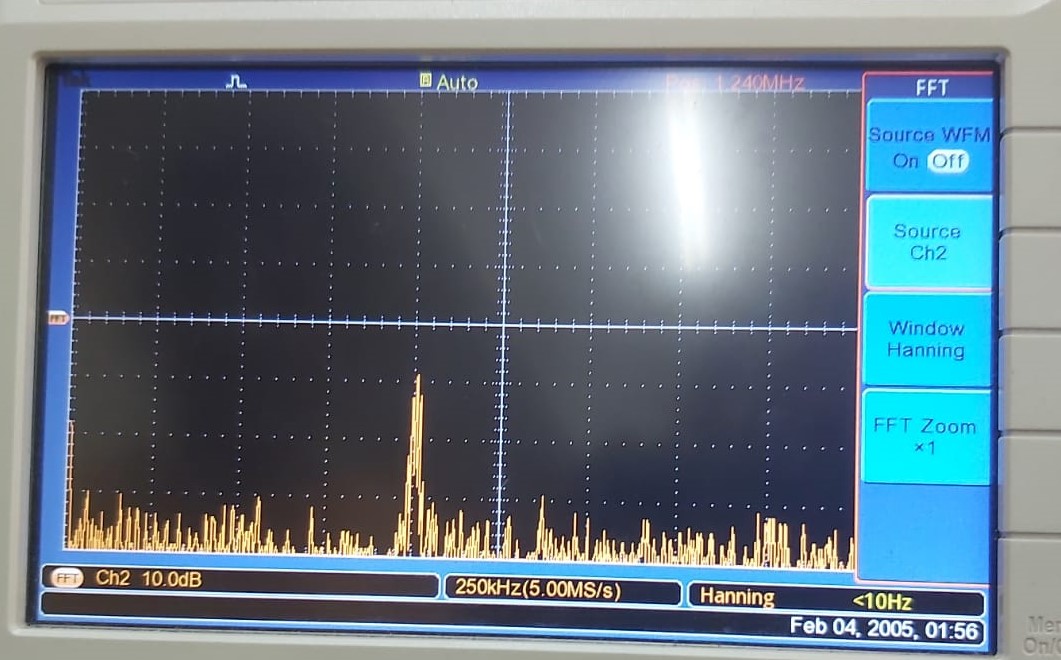 Auto
Pos: 1.240MHz
FFT
Source WFM
On Off
Source
Ch2
Window
Hanning
FFT Zoom
×1
FFT
FFT Ch2 10.0dB
250kHz(5.00MS/s)
Hanning <10Hz
Feb 04, 2005, 01:56
On/